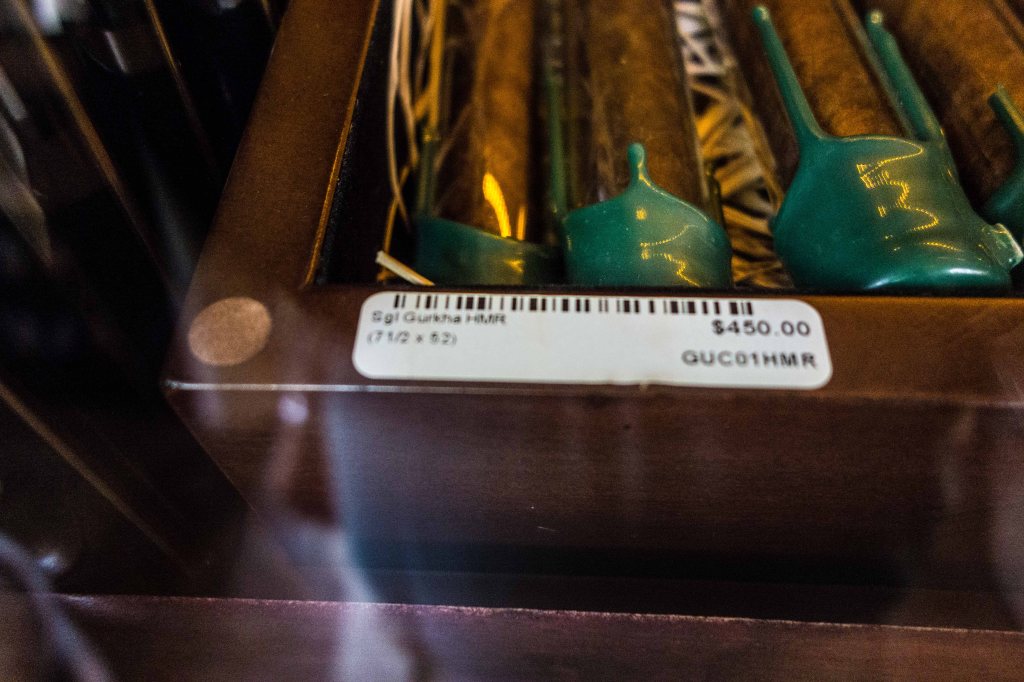 Sgl Gurkha HMR
$450.00
(7 1/2 x 52)
GUC01HMR